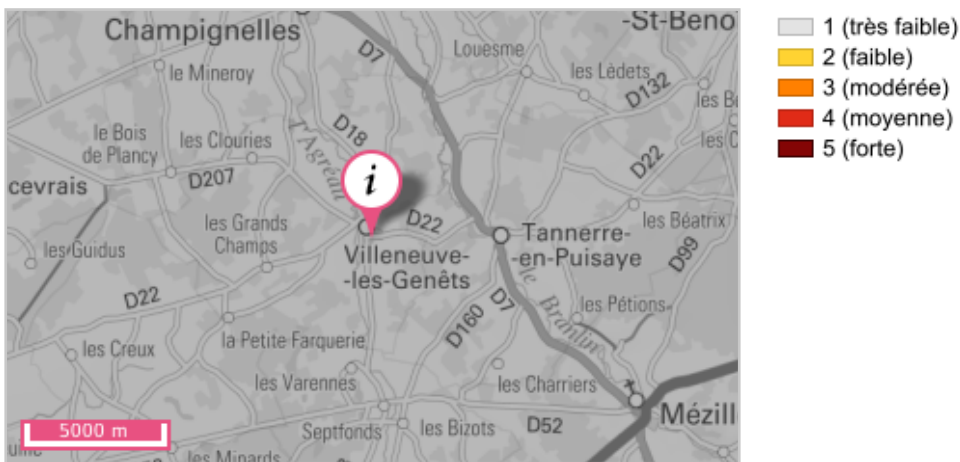 Champignelles
-St-Beno
D7
Louesme
le Mineroy
les Lèdets
D132
D18
le Bois
de Plancy
les Clouries
l'Agréau
D22
cevrais
D207
i
les Grands
Champs
D22
les Béatrix
les Guidus
Villeneuve-
-les-Genêts
Tannerre-
-en-Puisaye
D99
D22
le Branlin
D7
D160
les Pétions
les Creux
la Petite Farquerie
les Varennes
les Charriers
Mézill
5000 m
Septfonds
les Bizots
D52
les Minards
1 (très faible)
2 (faible)
3 (modérée)
4 (moyenne)
5 (forte)